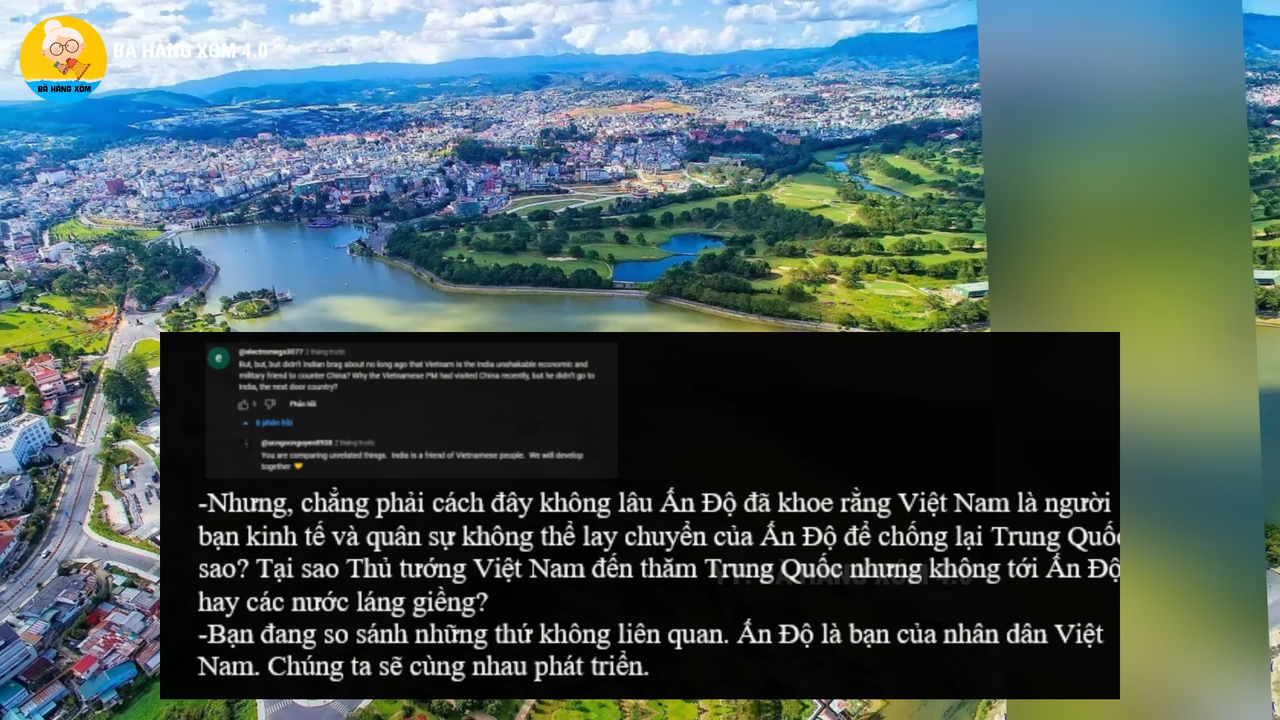 BÀ HÀNG XÓM 4.0
BÀ HÀNG XÓM
e
@electromega3077 2 tháng trước
But, but, but didn't Indian brag about no long ago that Vietnam is the India unshakable economic and
military friend to counter China? Why the Vietnamese PM had visited China recently, but he didn't go to
India, the next door country?
Phản hồi
6 phản hồi
2 tháng trước
You are comparing unrelated things. India is a friend of Vietnamese people. We will develop
together 💛
-Nhưng, chẳng phải cách đây không lâu Ấn Độ đã khoe rằng Việt Nam là người
bạn kinh tế và quân sự không thể lay chuyển của Ấn Độ để chống lại Trung Quốc
sao? Tại sao Thủ tướng Việt Nam đến thăm Trung Quốc nhưng không tới Ấn Độ
hay các nước láng giềng?
-Bạn đang so sánh những thứ không liên quan. Ấn Độ là bạn của nhân dân Việt
Nam. Chúng ta sẽ cùng nhau phát triển.